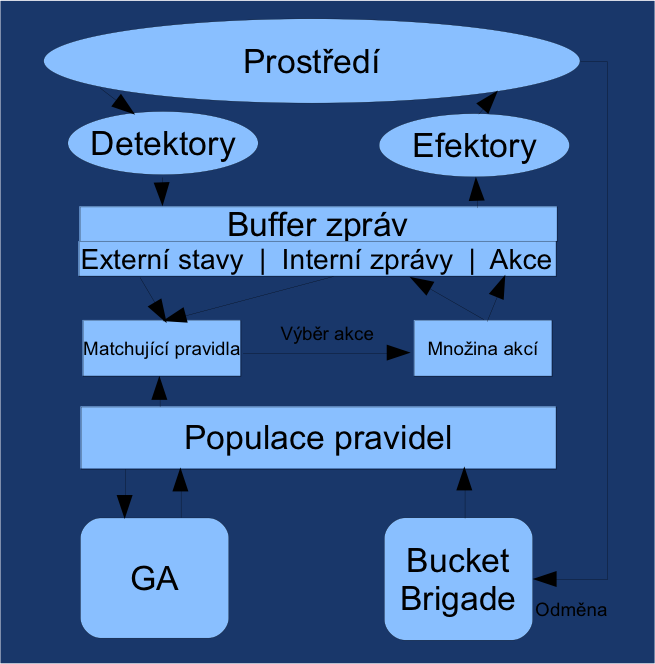 Prostředí
Detektory
Efektory
Buffer zpráv
Externí stavy | Interní zprávy | Akce
Matchující pravidla
Výběr akce
Množina akcí
Populace pravidel
GA
Bucket
Brigade
Odměna